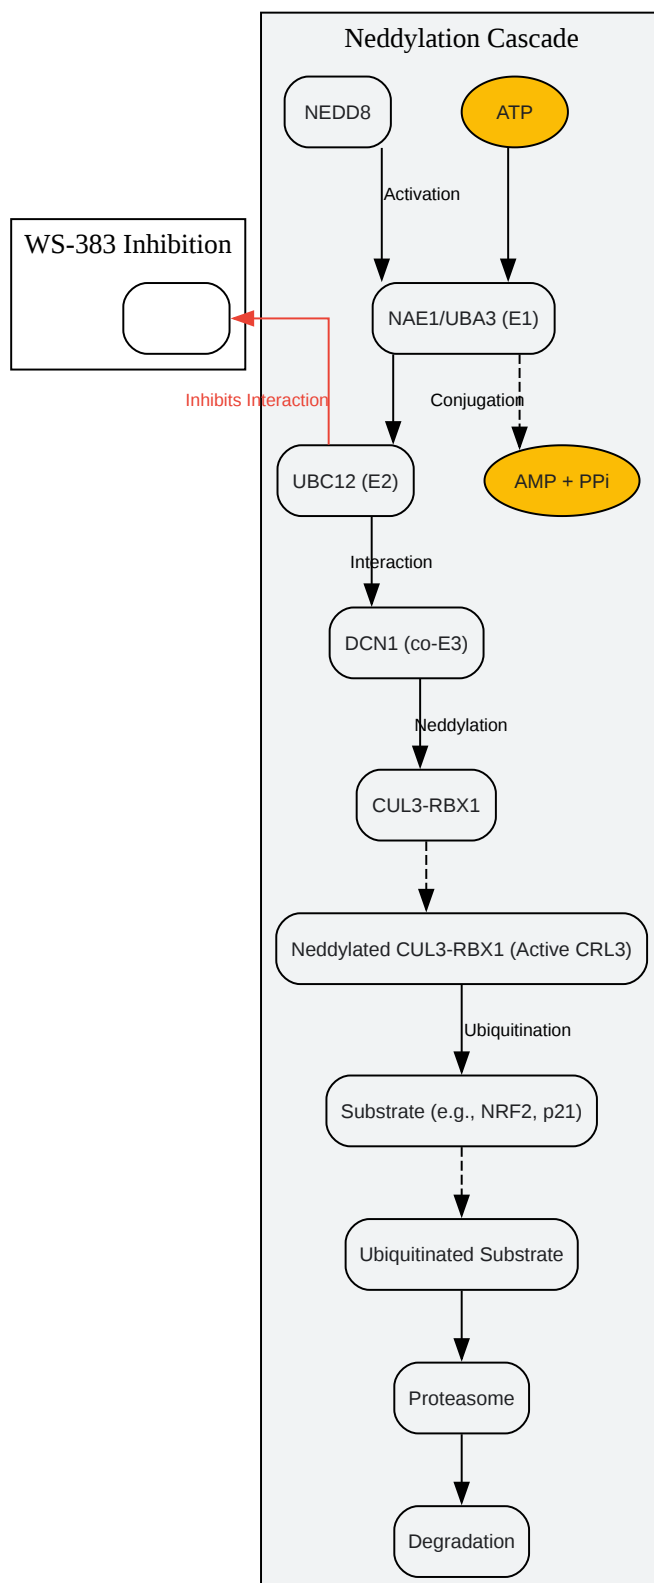 Neddylation Cascade
NEDD8
ATP
Activation
WS-383 Inhibition
NAE1/UBA3 (E1)
Inhibits Interaction
Conjugation
UBC12 (E2)
AMP + PPi
Interaction
DCN1 (co-E3)
Neddylation
CUL3-RBX1
Neddylated CUL3-RBX1 (Active CRL3)
Ubiquitination
Substrate (e.g., NRF2, p21)
Ubiquitinated Substrate
Proteasome
Degradation